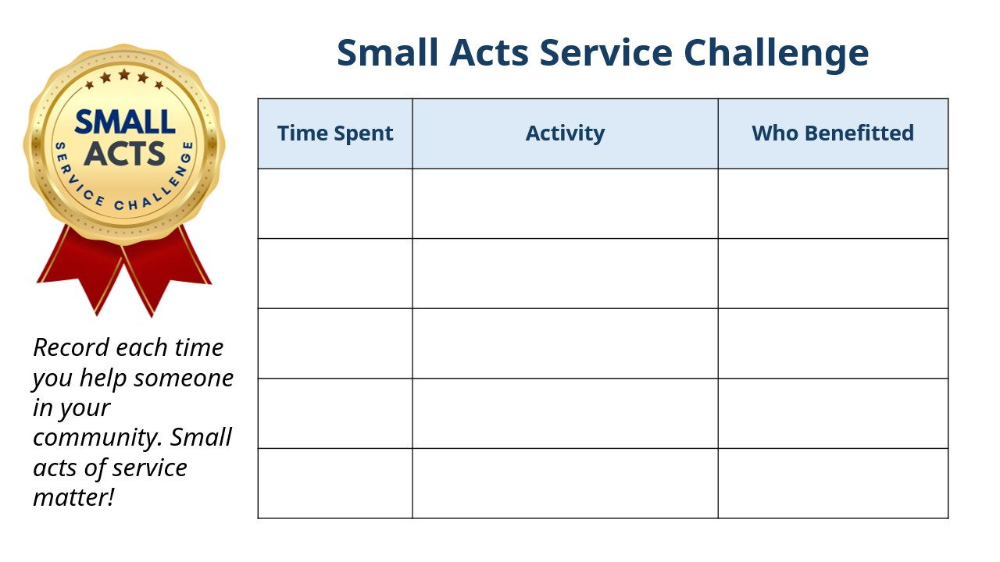 Small Acts Service Challenge
SMALL
ACTS
SERVICE CHALLENGE
Record each time
you help someone
in your
community. Small
acts of service
matter!
Time Spent Activity Who Benefitted